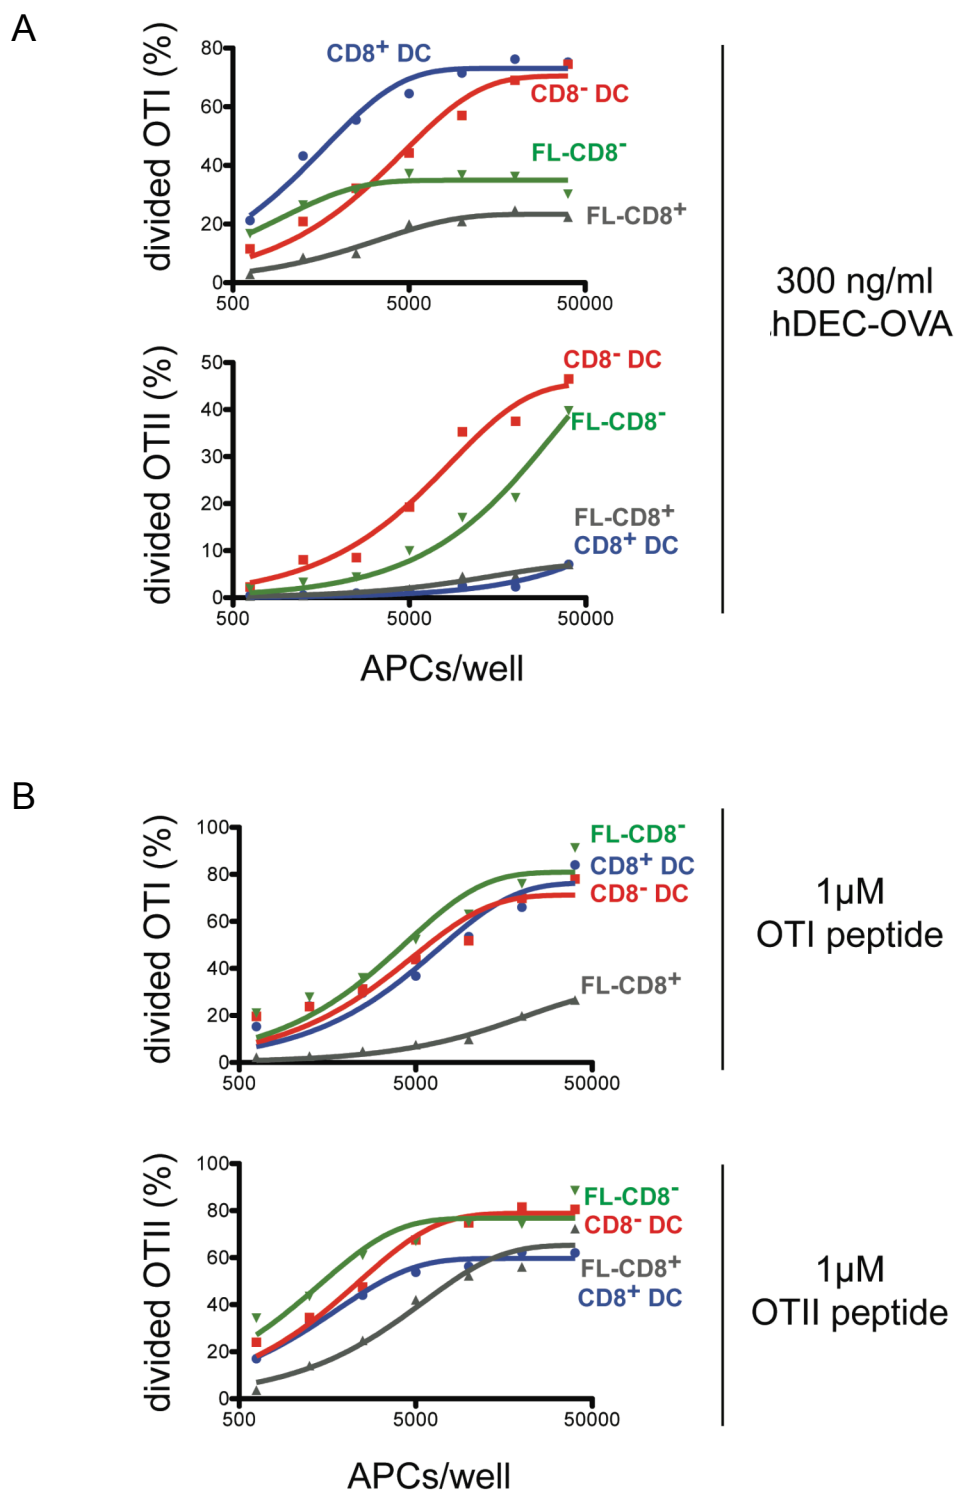 A
divided OTI (%)
80
60
40
20
0
500
5000
50000
CD8+ DC
CD8- DC
FL-CD8-
FL-CD8+
divided OTII (%)
50
40
30
20
10
0
500
5000
50000
CD8- DC
FL-CD8-
FL-CD8+
CD8+ DC
APCs/well
300 ng/ml
hDEC-OVA
B
divided OTI (%)
100
80
60
40
20
0
500
5000
50000
FL-CD8-
CD8+ DC
CD8- DC
FL-CD8+
1µM
OTI peptide
divided OTII (%)
100
80
60
40
20
0
500
5000
50000
FL-CD8-
CD8- DC
FL-CD8+
CD8+ DC
APCs/well
1µM
OTII peptide